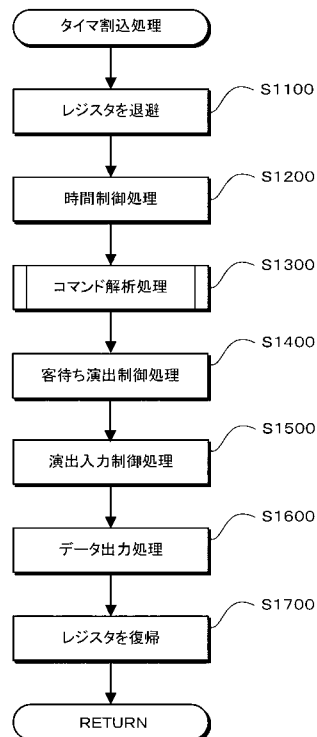 タイマ割込処理
レジスタを退避
S1100
時間制御処理
S1200
コマンド解析処理
S1300
客待ち演出制御処理
S1400
演出入力制御処理
S1500
データ出力処理
S1600
レジスタを復帰
S1700
RETURN